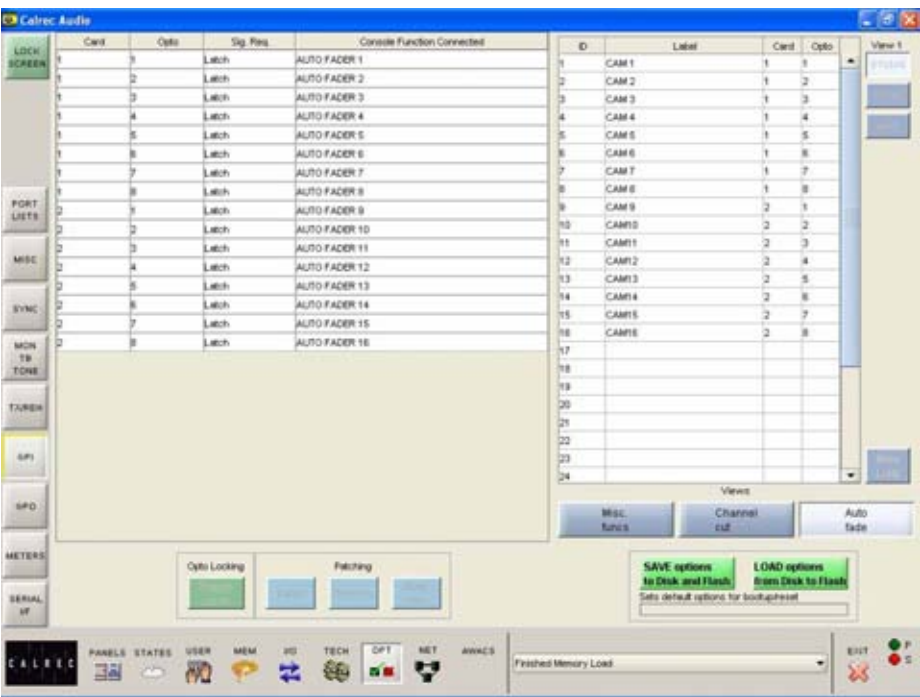 Calrec Audio
LOCK SCREEN
Card Opto Sig. Req. Console Function Connected
1 1 Latch AUTO FADER 1
1 2 Latch AUTO FADER 2
1 3 Latch AUTO FADER 3
1 4 Latch AUTO FADER 4
1 5 Latch AUTO FADER 5
1 6 Latch AUTO FADER 6
1 7 Latch AUTO FADER 7
1 8 Latch AUTO FADER 8
2 1 Latch AUTO FADER 9
2 2 Latch AUTO FADER 10
2 3 Latch AUTO FADER 11
2 4 Latch AUTO FADER 12
2 5 Latch AUTO FADER 13
2 6 Latch AUTO FADER 14
2 7 Latch AUTO FADER 15
2 8 Latch AUTO FADER 16
ID Label Card Opto
1 CAM 1 1 1
2 CAM 2 1 2
3 CAM 3 1 3
4 CAM 4 1 4
5 CAM 5 1 5
6 CAM 6 1 6
7 CAM 7 1 7
8 CAM 8 1 8
9 CAM 9 2 1
10 CAM10 2 2
11 CAM11 2 3
12 CAM12 2 4
13 CAM13 2 5
14 CAM14 2 6
15 CAM15 2 7
16 CAM16 2 8
17
18
19
20
21
22
23
24
View 1
PORT LISTS
MISC
SYNC
MON TB TONE
TX/REH
GPI
GPO
METERS
SERIAL I/F
Views
Misc. funcs
Channel cut
Auto fade
Opto Locking
Patching
SAVE options to Disk and Flash
LOAD options from Disk to Flash
Sets default options for bootup/reset
CALREC
PANELS STATES USER MEM I/O TECH OPT NET AWACS
Finished Memory Load
EXIT
P
S